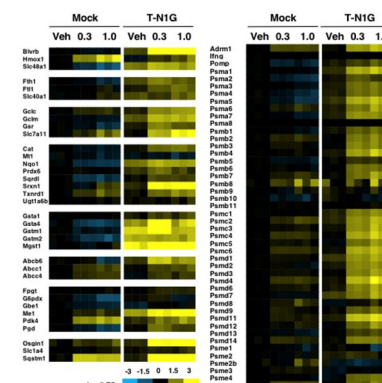 Mock T-N1G
Veh 0.3 1.0 Veh 0.3 1.0
Blvrb
Hmox1
Slc48a1
Fth1
Ftl1
Slc40a1
Gclc
Gclm
Gsr
Slc7a11
Cat
Mt1
Nqo1
Prdx6
Sqrdl
Srxn1
Txnrd1
Ugt1a6b
Gata1
Gsta4
Gstm1
Gstm2
Mgst1
Abcb6
Abcc1
Abcc4
Fpgt
G6pdx
Gbe1
Me1
Pdk4
Pgd
Osgin1
Slc1a4
Sqstm1
-3 -1.5 0 1.5 3
Mock T-N1G
Veh 0.3 1.0 Veh 0.3 1.0
Adrm1
Ifng
Pomp
Psma1
Psma2
Psma3
Psma4
Psma5
Psma6
Psma7
Psma8
Psmb1
Psmb2
Psmb3
Psmb4
Psmb5
Psmb6
Psmb7
Psmb8
Psmb9
Psmb10
Psmb11
Psmc1
Psmc2
Psmc3
Psmc4
Psmc5
Psmc6
Psmd1
Psmd2
Psmd3
Psmd4
Psmd6
Psmd7
Psmd8
Psmd9
Psmd11
Psmd12
Psmd13
Psmd14
Psme1
Psme2
Psme2b
Psme3
Psme4